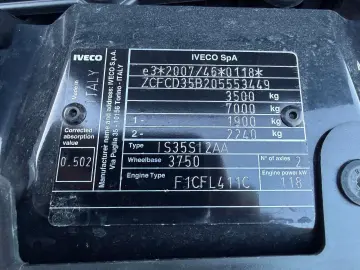 IVECO SpA
e3*2007/46*0118*
ZCFCD35B205553449
3500 kg
7000 kg
1- 1900 kg
2- 2240 kg
Type IS35S12AA
Wheelbase 3750 N° of axles 2
Engine Type F1CFL411C Engine power kW 118
IVECO
Manufacturer name and address: IVECO S.p.A.
Via Puglia 35 - 10156 Torino - ITALY
ITALY
Corrected absorption value
0.502